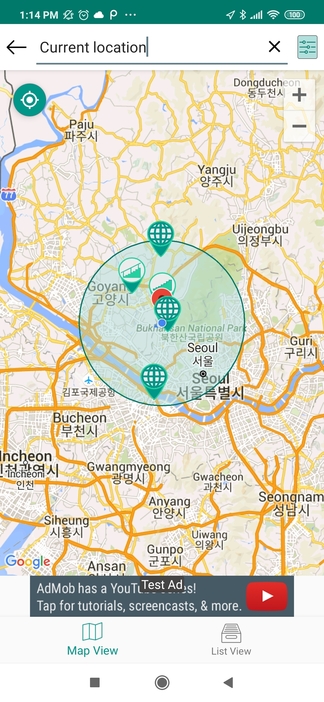 1:14 PM
100
Current location
Dongducheon
동두천시
Paju
파주시
Yangju
양주시
77
Uijeongbu
의정부시
Goyang
고양시
Bukhansan National Park
북한산국립공원
Guri
구리시
Seoul
서울
Seoul
서울특별시
김포국제공항
Bucheon
부천시
Incheon
인천광역시
Incheon
인천
Gwangmyeong
광명시
Gwacheon
과천시
Anyang
안양시
Seongnam
성남시
Siheung
시흥시
Uiwang
의왕시
Gunpo
군포시
Ansan
Google
Test Ad
AdMob has a YouTube series!
Tap for tutorials, screencasts, & more.
Map View
List View